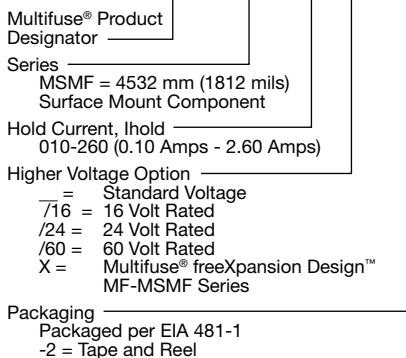 Multifuse® Product
Designator
Series
MSMF = 4532 mm (1812 mils)
Surface Mount Component
Hold Current, Ihold
010-260 (0.10 Amps - 2.60 Amps)
Higher Voltage Option
__ = Standard Voltage
/16 = 16 Volt Rated
/24 = 24 Volt Rated
/60 = 60 Volt Rated
X = Multifuse® freeXpansion Design™
MF-MSMF Series
Packaging
Packaged per EIA 481-1
-2 = Tape and Reel